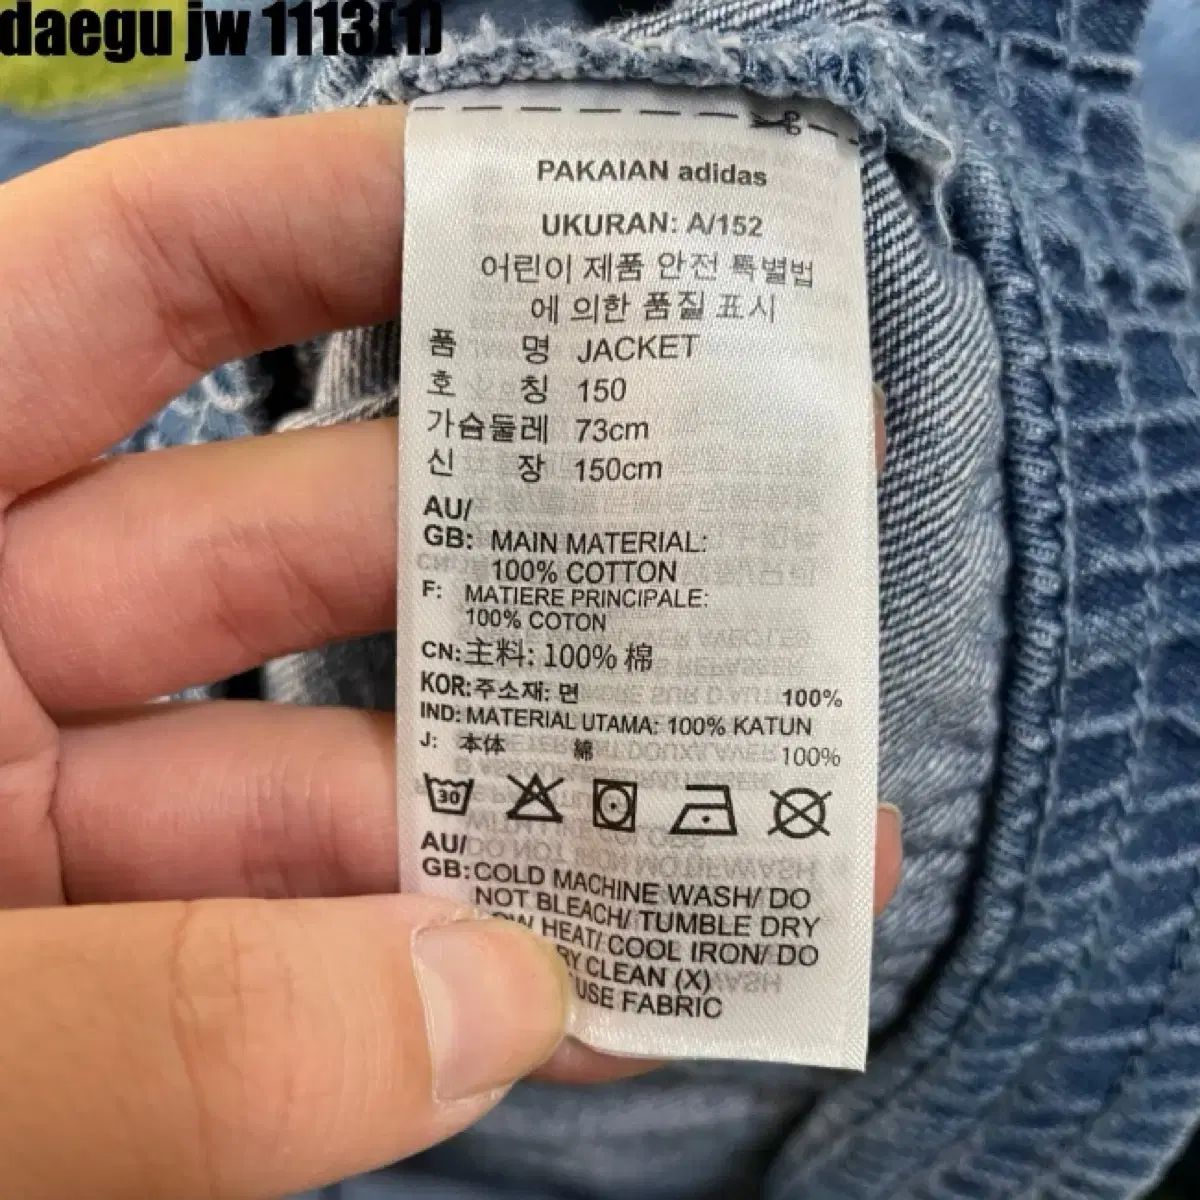 daegu jw 1113(1)
PAKAIAN adidas
UKURAN: A/152
어린이 제품 안전 특별법
에 의한 품질 표시
품 명 JACKET
호 칭 150
가슴둘레 73cm
신 장 150cm
AU/
GB: MAIN MATERIAL:
100% COTTON
F: MATIERE PRINCIPALE:
100% COTON
CN:主料: 100% 棉
KOR:주소재: 면 100%
IND: MATERIAL UTAMA: 100% KATUN
J: 本体 綿 100%
30
AU/
GB:COLD MACHINE WASH/ DO
NOT BLEACH/ TUMBLE DRY
HEAT/ COOL IRON/ DO
CLEAN (X)
FABRIC